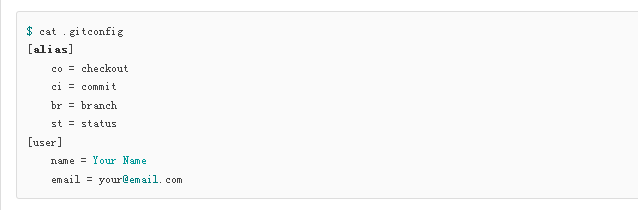 $ cat .gitconfig
[alias]
    co = checkout
    ci = commit
    br = branch
    st = status
[user]
    name = Your Name
    email = your@email.com